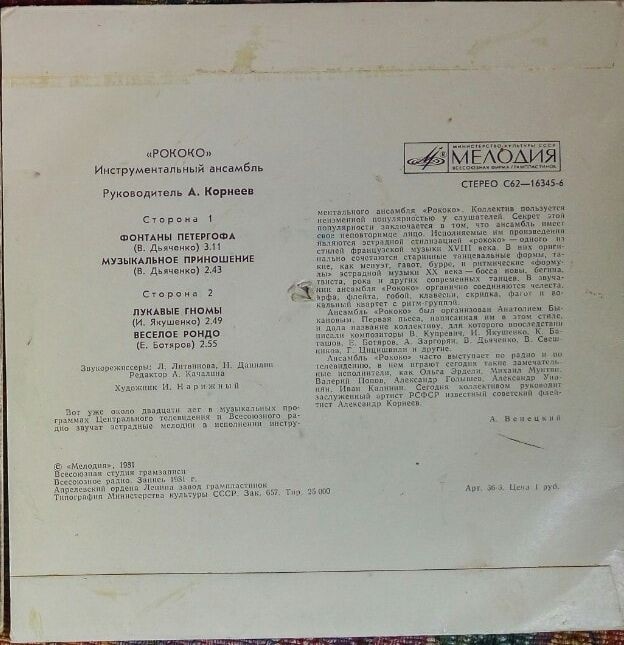 «РОКОКО»
Инструментальный ансамбль
Руководитель А. Корнеев
Сторона 1
ФОНТАНЫ ПЕТЕРГОФА
(В. Дьяченко) 3.11
МУЗЫКАЛЬНОЕ ПРИНОШЕНИЕ
(В. Дьяченко) 2.43
Сторона 2
ЛУКАВЫЕ ГНОМЫ
(И. Якушенко) 2.49
ВЕСЕЛОЕ РОНДО
(Е. Ботяров) 2.55
Звукорежиссеры: Л. Литвинова, Н. Данилин
Редактор А. Качалина
Художник И. Нарижный
Вот уже около двадцати лет в музыкальных про-
граммах Центрального телевидения и Всесоюзного ра-
дио звучат эстрадные мелодии в исполнении инстру-
МИНИСТЕРСТВО КУЛЬТУРЫ СССР
МЕЛОДИЯ
ВСЕСОЮЗНАЯ ФИРМА ГРАМПЛАСТИНОК
СТЕРЕО С62—16345-6
ментального ансамбля «Рококо». Коллектив пользуется
неизменной популярностью у слушателей. Секрет этой
популярности заключается в том, что ансамбль имеет
свое неповторимое лицо. Исполняемые им произведения
являются эстрадной стилизацией «рококо» — одного из
стилей французской музыки XVIII века. В них ориги-
нально сочетаются старинные танцевальные формы, та-
кие, как менуэт, гавот, бурре, и ритмические «форму-
лы» эстрадной музыки XX века — босса новы, бегина,
твиста, рока и других современных танцев. В звуча-
нии ансамбля «Рококо» органично соединяются челеста,
арфа, флейта, гобой, клавесин, скрипка, фагот и во-
кальный квартет с ритм-группой.
Ансамбль «Рококо» был организован Анатолием Бы-
кановым. Первая пьеса, написанная им в этом стиле,
и дала название коллективу, для которого впоследствии
писали композиторы В. Купревич, И. Якушенко, К. Ба-
ташов, Е. Ботяров, А. Зацо́рян, В. Дьяченко, В. Свеш-
ников, Г. Цицишвили и другие.
Ансамбль «Рококо» часто выступает по радио и по
телевидению, в нем играют сегодня такие замечатель-
ные исполнители, как Ольга Эрдели, Михаил Мунтян,
Валерий Попов, Александр Голышев, Александр
Иван Калинин. Сегодня коллективом руководит
заслуженный артист РСФСР известный советский флей-
тист Александр Корнеев.
А. Венецкий
© «Мелодия», 1981
Всесоюзная студия грамзаписи
Всесоюзное радио. Запись 1981 г.
Апрелевский ордена Ленина завод грампластинок
Типография Министерства культуры СССР. Зак. 657. Тир. 25 000
Арт. 36-3. Цена 1 руб.